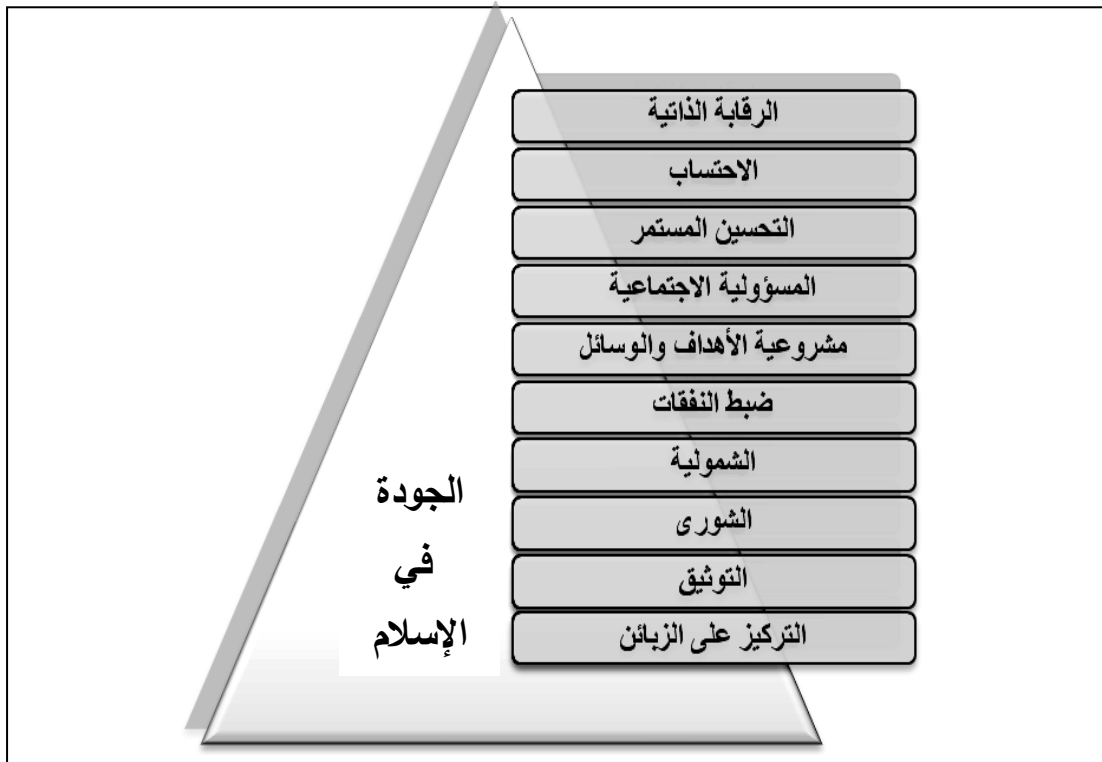 الرقابة الذاتية
الاحتساب
التحسين المستمر
المسؤولية الاجتماعية
مشروعية الأهداف والوسائل
ضبط النفقات
الشمولية
الشورى
التوثيق
التركيز على الزبائن
الجودة
في
الإسلام